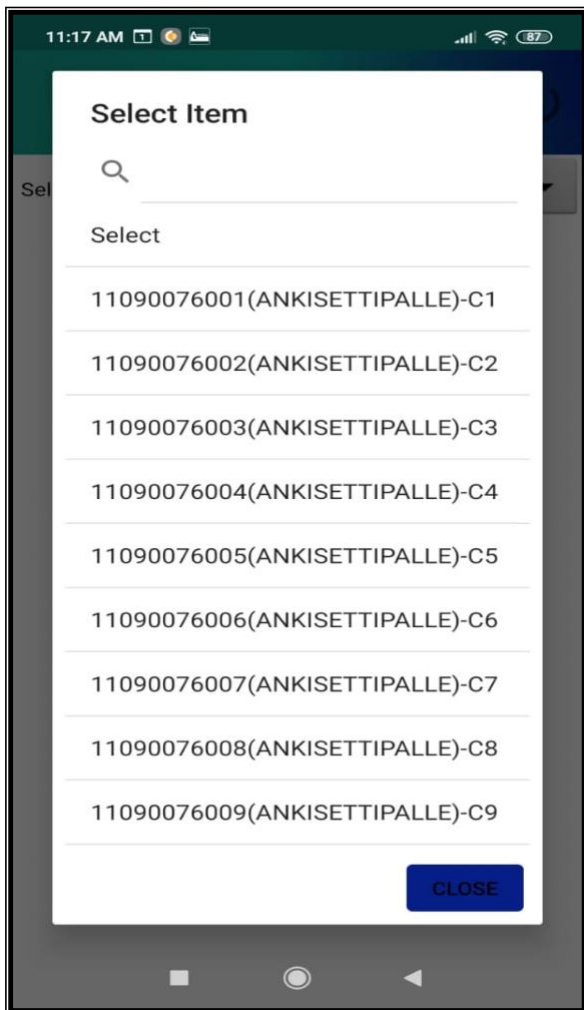 11:17 AM
87
Select Item
Sel
Select
11090076001(ANKISETTIPALLE)-C1
11090076002(ANKISETTIPALLE)-C2
11090076003(ANKISETTIPALLE)-C3
11090076004(ANKISETTIPALLE)-C4
11090076005(ANKISETTIPALLE)-C5
11090076006(ANKISETTIPALLE)-C6
11090076007(ANKISETTIPALLE)-C7
11090076008(ANKISETTIPALLE)-C8
11090076009(ANKISETTIPALLE)-C9
CLOSE